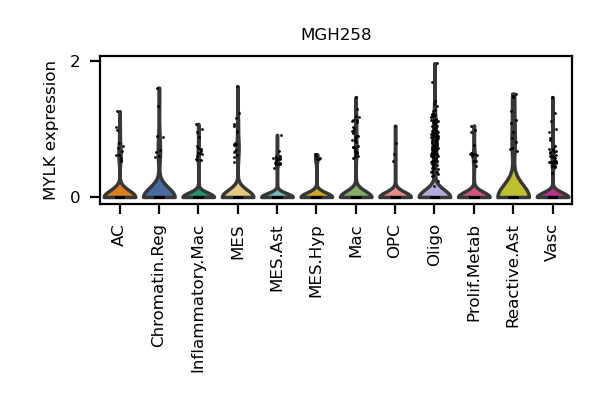 MGH258
MYLK expression
2
0
AC
Chromatin.Reg
Inflammatory.Mac
MES
MES.Ast
MES.Hyp
Mac
OPC
Oligo
Prolif.Metab
Reactive.Ast
Vasc